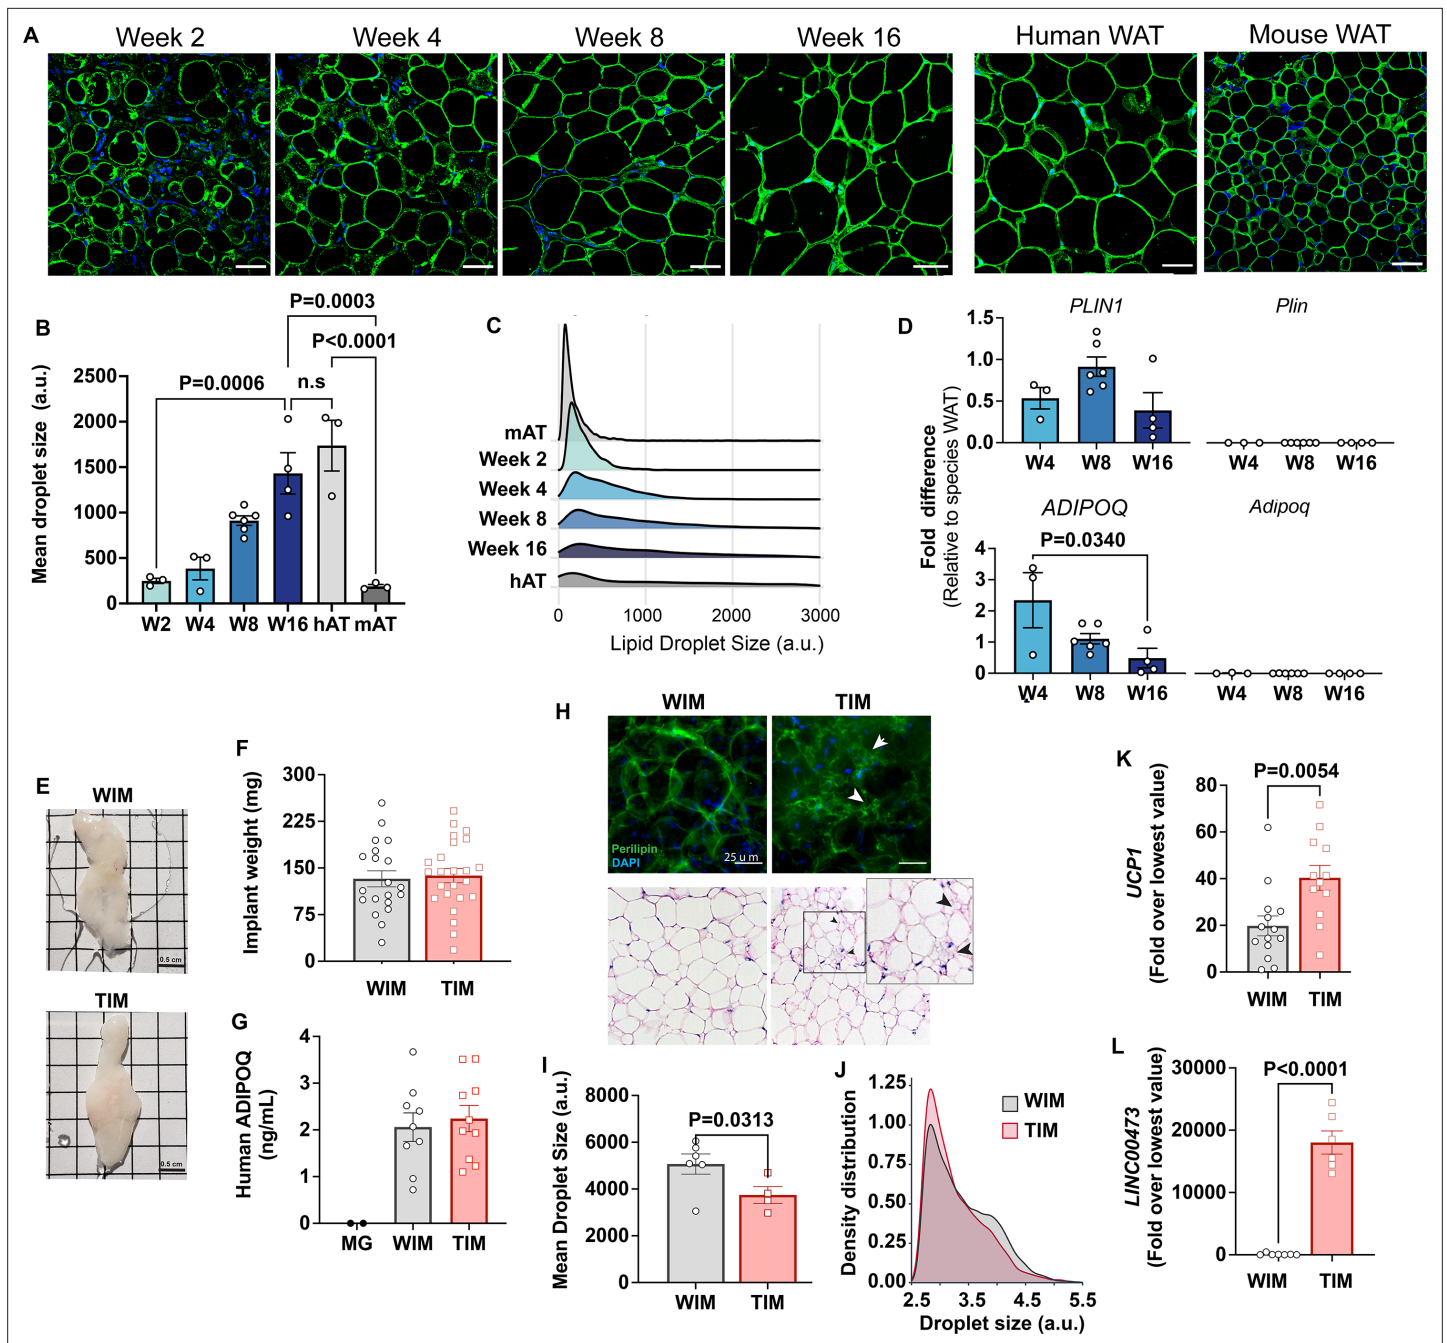 A
Week 2
Week 4
Week 8
Week 16
Human WAT
Mouse WAT
B
P=0.0003
P<0.0001
P=0.0006
n.s
Mean droplet size (a.u.)
2500
2000
1500
1000
500
0
W2 W4 W8 W16 hAT mAT
C
mAT
Week 2
Week 4
Week 8
Week 16
hAT
0 1000 2000 3000
Lipid Droplet Size (a.u.)
D
Fold difference
(Relative to species WAT)
PLIN1
Plin
1.5
1.0
0.5
0.0
W4 W8 W16
W4 W8 W16
ADIPOQ
Adipoq
P=0.0340
4
3
2
1
0
W4 W8 W16
W4 W8 W16
E
WIM
0.5 cm
TIM
0.5 cm
F
Implant weight (mg)
300
225
150
75
0
WIM TIM
G
Human ADIPOQ
(ng/mL)
4
3
2
1
0
MG WIM TIM
H
WIM
TIM
Perilipin
DAPI
25 u m
I
Mean Droplet Size (a.u.)
8000
6000
4000
2000
0
P=0.0313
WIM TIM
J
Density distribution
1.25
1.00
0.75
0.50
0.25
0.00
WIM
TIM
2.5 3.5 4.5 5.5
Droplet size (a.u.)
K
UCP1
(Fold over lowest value)
P=0.0054
80
60
40
20
0
WIM TIM
L
LINC00473
(Fold over lowest value)
P<0.0001
30000
20000
10000
0
WIM TIM